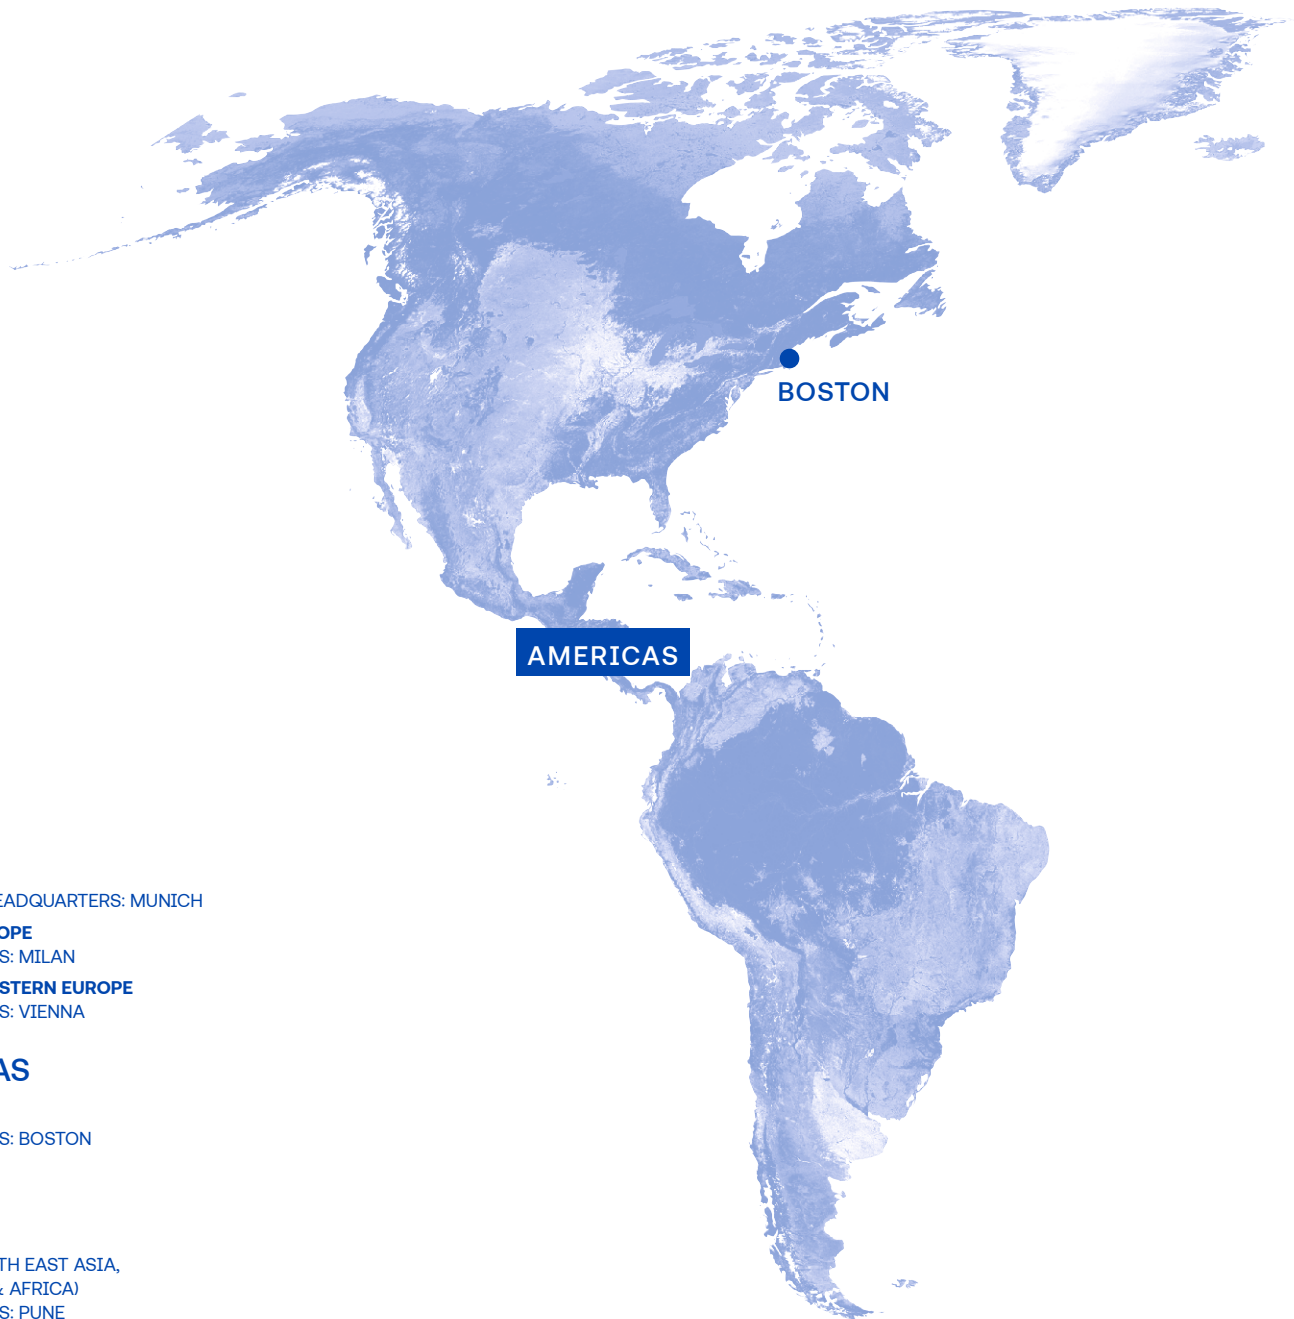 BOSTON
AMERICAS
EADQUARTERS: MUNICH
OPE
S: MILAN
STERN EUROPE
S: VIENNA
AS
S: BOSTON
TH EAST ASIA,
& AFRICA)
S: PUNE